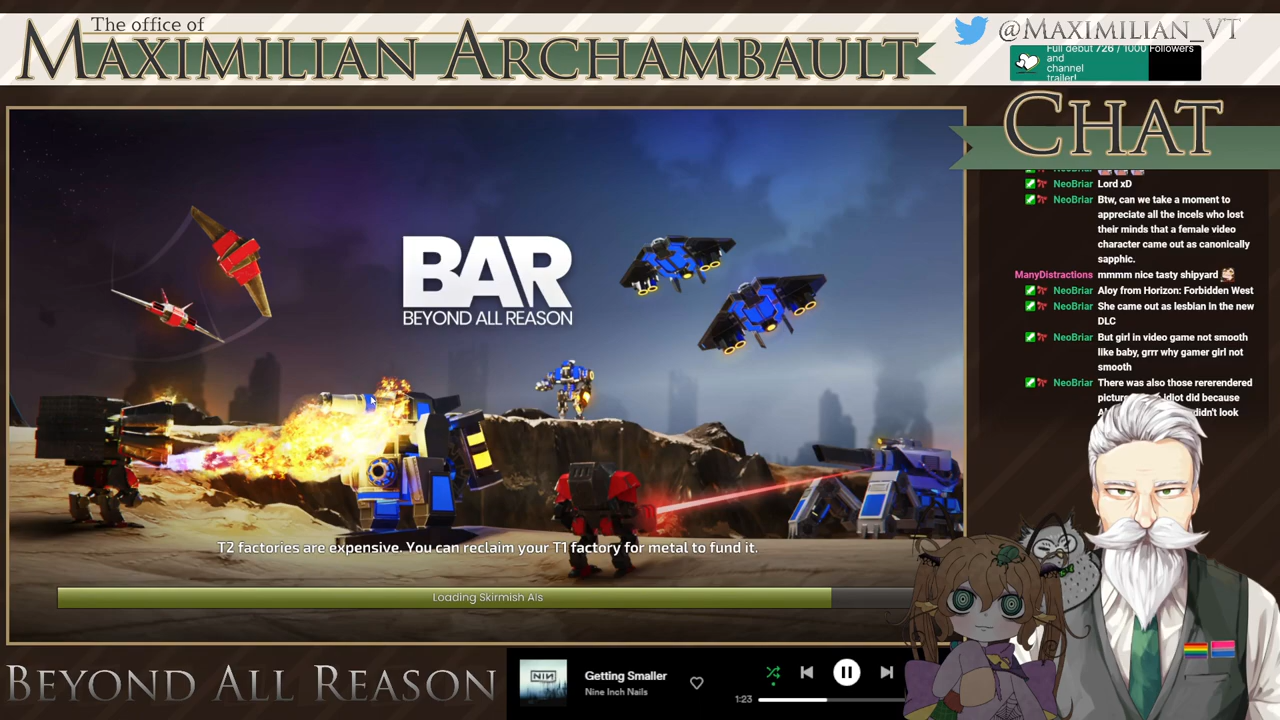 The office of
MAXIMILIAN ARCHAMBAULT
@MAXIMILIAN_VT
Full debut 726 / 1000 Followers
and
channel
trailer!
CHAT
NeoBriar
NeoBriar Lord xD
NeoBriar Btw, can we take a moment to
appreciate all the incels who lost
their minds that a female video
character came out as canonically
sapphic.
ManyDistractions mmmm nice tasty shipyard
NeoBriar Aloy from Horizon: Forbidden West
NeoBriar She came out as lesbian in the new
DLC
NeoBriar But girl in video game not smooth
like baby, grrr why gamer girl not
smooth
NeoBriar There was also those rerendered
idiot did because
didn't look
BAR
BEYOND ALL REASON
T2 factories are expensive. You can reclaim your T1 factory for metal to fund it.
Loading Skirmish AIs
BEYOND ALL REASON
NIN
Getting Smaller
Nine Inch Nails
1:23